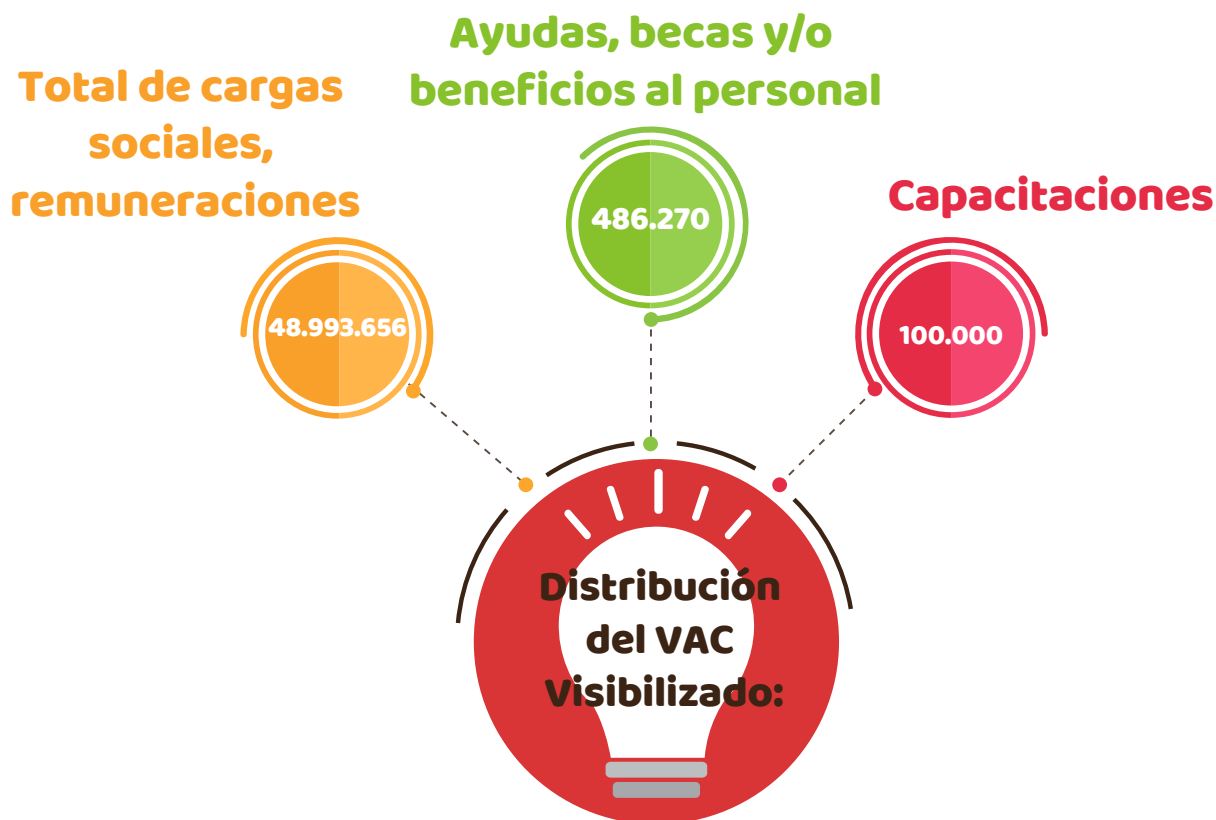 Total de cargas
sociales,
remuneraciones
48.993.656
Ayudas, becas y/o
beneficios al personal
486.270
Capacitaciones
100.000
Distribución
del VAC
Visibilizado: